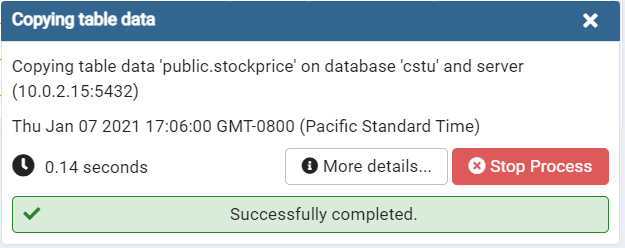 Copying table data
Copying table data 'public.stockprice' on database 'cstu' and server
(10.0.2.15:5432)
Thu Jan 07 2021 17:06:00 GMT-0800 (Pacific Standard Time)
0.14 seconds
More details...
Stop Process
Successfully completed.